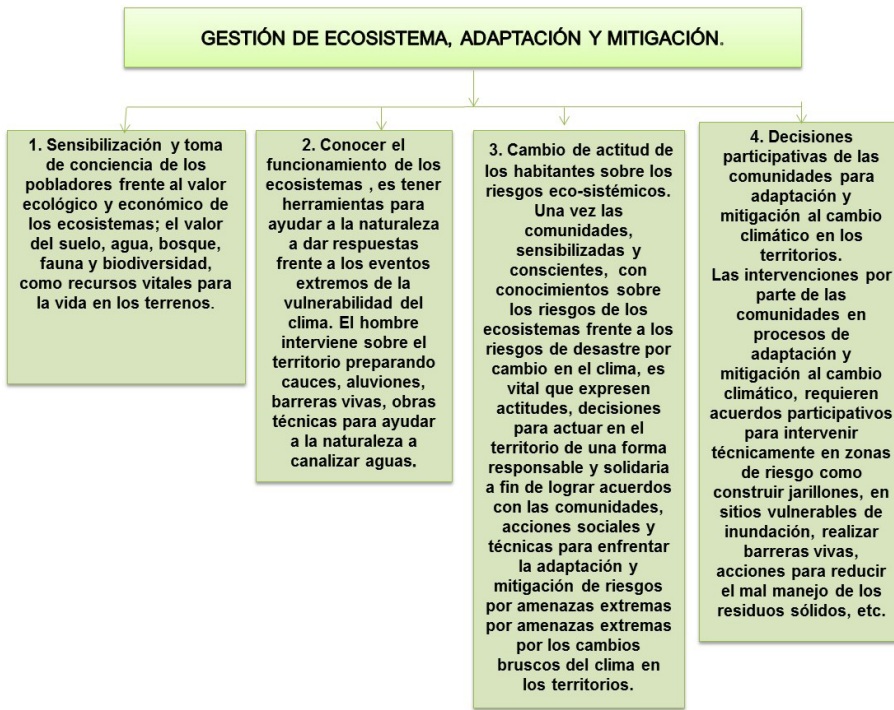 GESTIÓN DE ECOSISTEMA, ADAPTACIÓN Y MITIGACIÓN.
1. Sensibilización y toma
de conciencia de los
pobladores frente al valor
ecológico y económico de
los ecosistemas; el valor
del suelo, agua, bosque,
fauna y biodiversidad,
como recursos vitales para
la vida en los terrenos.
2. Conocer el
funcionamiento de los
ecosistemas , es tener
herramientas para
ayudar a la naturaleza
a dar respuestas
frente a los eventos
extremos de la
vulnerabilidad del
clima. El hombre
interviene sobre el
territorio preparando
cauces, aluviones,
barreras vivas, obras
técnicas para ayudar
a la naturaleza a
canalizar aguas.
3. Cambio de actitud de
los habitantes sobre los
riesgos eco-sistémicos.
Una vez las
comunidades,
sensibilizadas y
conscientes, con
conocimientos sobre
los riesgos de los
ecosistemas frente a los
riesgos de desastre por
cambio en el clima, es
vital que expresen
actitudes, decisiones
para actuar en el
territorio de una forma
responsable y solidaria
a fin de lograr acuerdos
con las comunidades,
acciones sociales y
técnicas para enfrentar
la adaptación y
mitigación de riesgos
por amenazas extremas
por amenazas extremas
por los cambios
bruscos del clima en
los territorios.
4. Decisiones
participativas de las
comunidades para
adaptación y
mitigación al cambio
climático en los
territorios.
Las intervenciones por
parte de las
comunidades en
procesos de
adaptación y
mitigación al cambio
climático, requieren
acuerdos participativos
para intervenir
técnicamente en zonas
de riesgo como
construir jarillones, en
sitios vulnerables de
inundación, realizar
barreras vivas,
acciones para reducir
el mal manejo de los
residuos sólidos, etc.